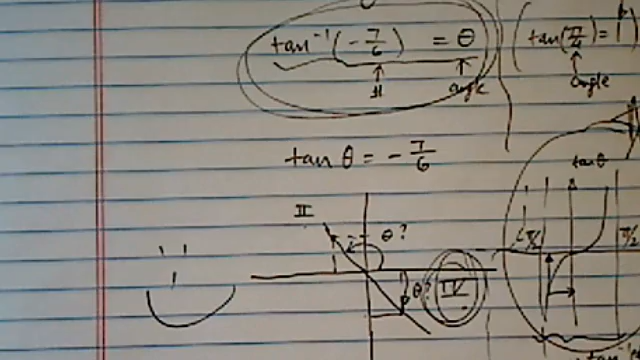 tan⁻¹(-7/6) = θ
#
angle
tan(π/4) = 1
angle
tan θ = -7/6
II
θ?
θ?
IV
tan θ
-π/2
π/2